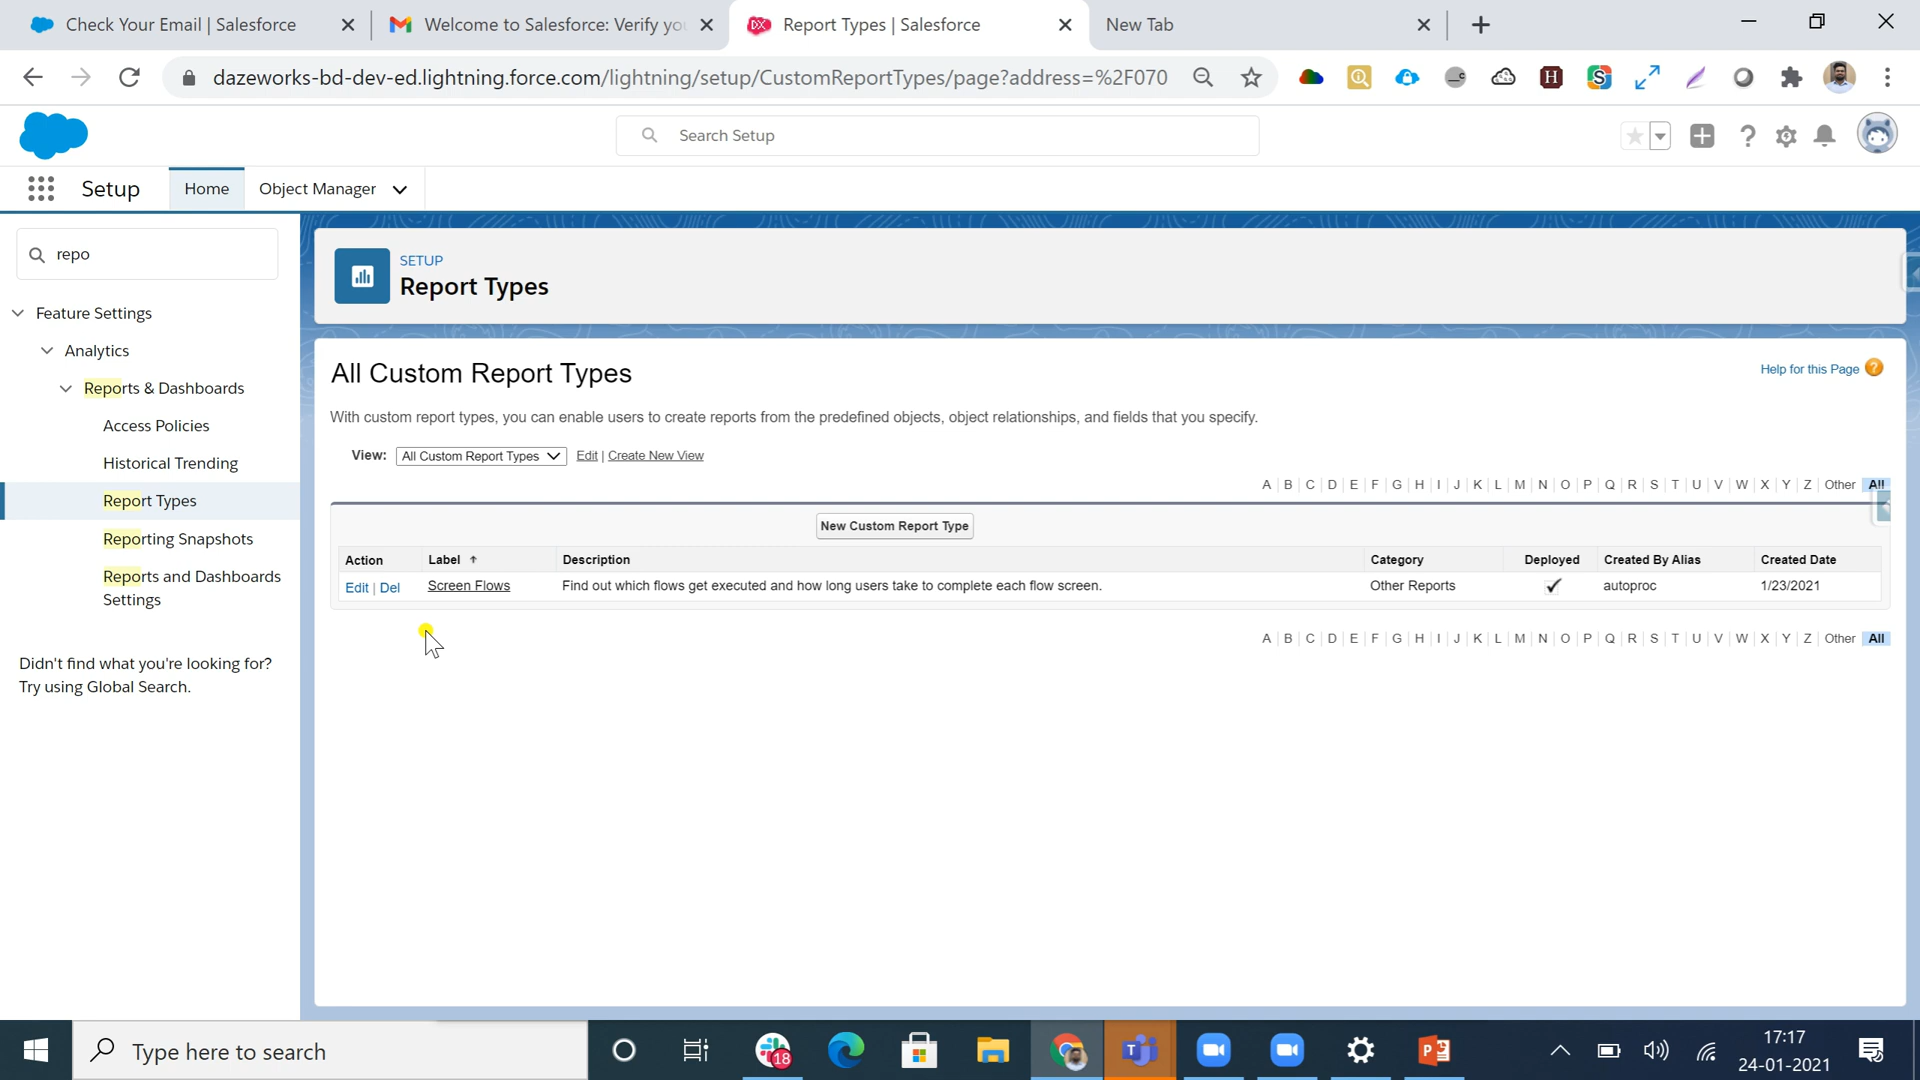 Check Your Email | Salesforce
Welcome to Salesforce: Verify yo
Report Types | Salesforce
New Tab
dazeworks-bd-dev-ed.lightning.force.com/lightning/setup/CustomReportTypes/page?address=%2F070
Search Setup
Setup
Home
Object Manager
repo
Feature Settings
Analytics
Reports & Dashboards
Access Policies
Historical Trending
Report Types
Reporting Snapshots
Reports and Dashboards
Settings
Didn't find what you're looking for?
Try using Global Search.
SETUP
Report Types
All Custom Report Types
Help for this Page ?
With custom report types, you can enable users to create reports from the predefined objects, object relationships, and fields that you specify.
View: All Custom Report Types Edit | Create New View
A | B | C | D | E | F | G | H | I | J | K | L | M | N | O | P | Q | R | S | T | U | V | W | X | Y | Z | Other All
New Custom Report Type
Action Label Description Category Deployed Created By Alias Created Date
Edit | Del Screen Flows Find out which flows get executed and how long users take to complete each flow screen. Other Reports autoproc 1/23/2021
A | B | C | D | E | F | G | H | I | J | K | L | M | N | O | P | Q | R | S | T | U | V | W | X | Y | Z | Other All
Type here to search
18
17:17
24-01-2021